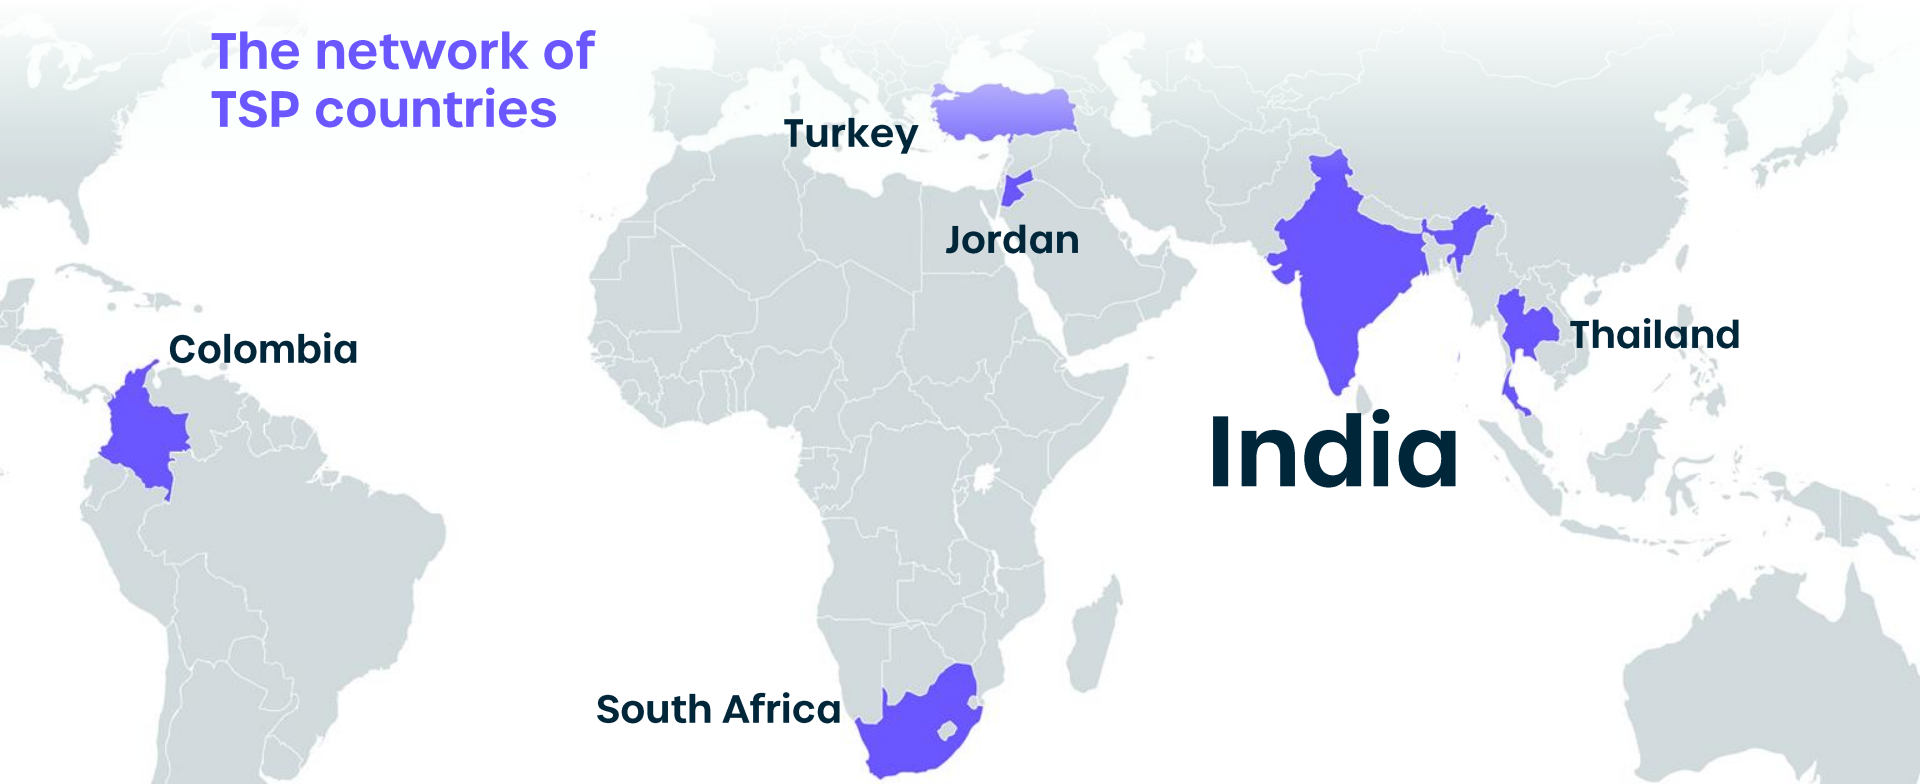 The network of
TSP countries
Turkey
Jordan
Colombia
Thailand
India
South Africa